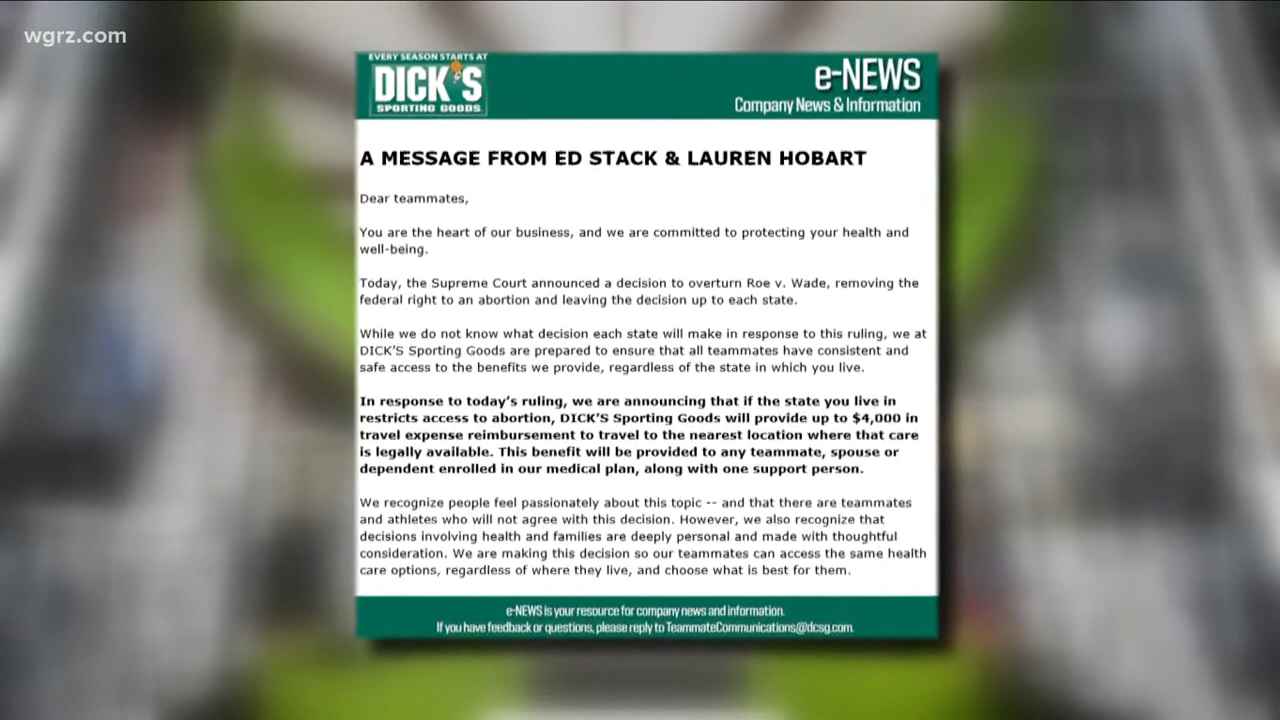 wgrz.com
EVERY SEASON STARTS AT
DICK'S
SPORTING GOODS
e-NEWS
Company News & Information
A MESSAGE FROM ED STACK & LAUREN HOBART
Dear teammates,
You are the heart of our business, and we are committed to protecting your health and
well-being.
Today, the Supreme Court announced a decision to overturn Roe v. Wade, removing the
federal right to an abortion and leaving the decision up to each state.
While we do not know what decision each state will make in response to this ruling, we at
DICK'S Sporting Goods are prepared to ensure that all teammates have consistent and
safe access to the benefits we provide, regardless of the state in which you live.
In response to today's ruling, we are announcing that if the state you live in
restricts access to abortion, DICK'S Sporting Goods will provide up to $4,000 in
travel expense reimbursement to travel to the nearest location where that care
is legally available. This benefit will be provided to any teammate, spouse or
dependent enrolled in our medical plan, along with one support person.
We recognize people feel passionately about this topic -- and that there are teammates
and athletes who will not agree with this decision. However, we also recognize that
decisions involving health and families are deeply personal and made with thoughtful
consideration. We are making this decision so our teammates can access the same health
care options, regardless of where they live, and choose what is best for them.
e-NEWS is your resource for company news and information.
If you have feedback or questions, please reply to TeammateCommunications@dcsg.com.